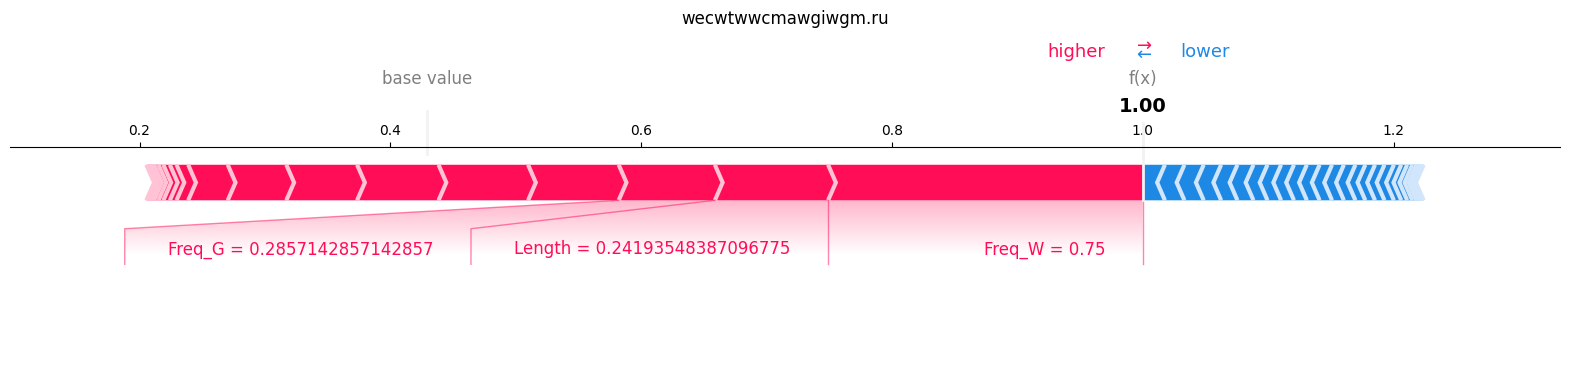 wecwtwwcmawgiwgm.ru
higher ⇄ lower
base value f(x)
1.00
0.2 0.4 0.6 0.8 1.0 1.2
Freq_G = 0.2857142857142857 Length = 0.24193548387096775 Freq_W = 0.75